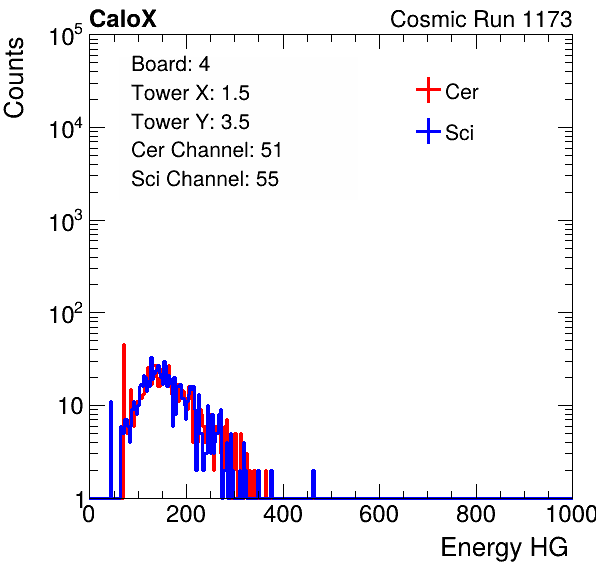 CaloX
Cosmic Run 1173
Counts
Board: 4
Tower X: 1.5
Tower Y: 3.5
Cer Channel: 51
Sci Channel: 55
Cer
Sci
10^5
10^4
10^3
10^2
10
1
0 200 400 600 800 1000
Energy HG